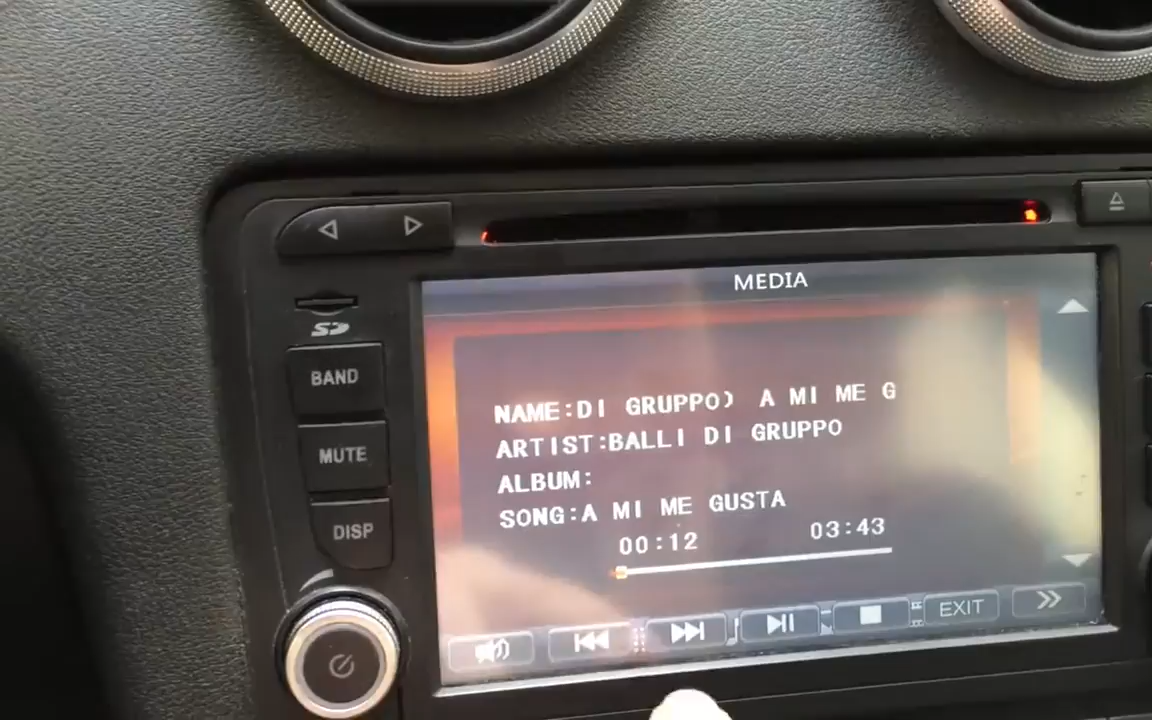 MEDIA
SD
BAND
MUTE
DISP
NAME:DI GRUPPO) A MI ME G
ARTIST:BALLI DI GRUPPO
ALBUM:
SONG:A MI ME GUSTA
00:12 03:43
EXIT